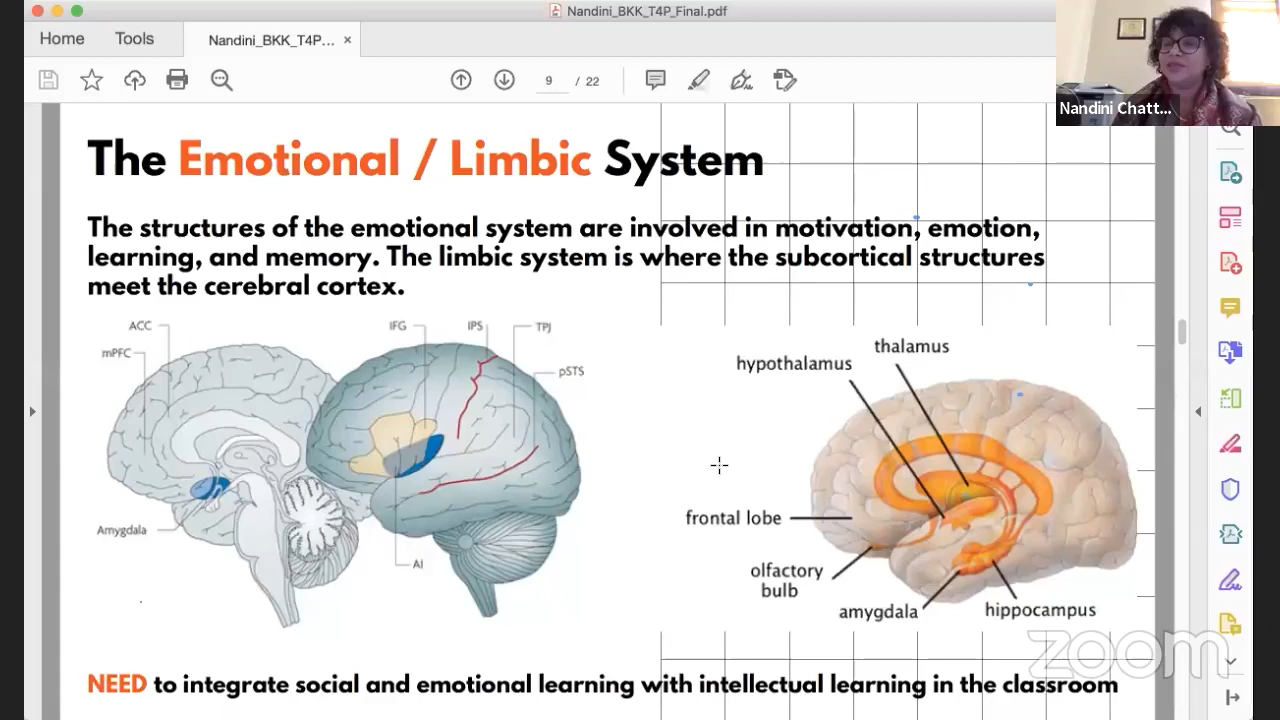 Nandini_BKK_T4P_Final.pdf
Home
Tools
Nandini_BKK_T4P... ×
9 / 22
Nandini Chatt...
The Emotional / Limbic System
The structures of the emotional system are involved in motivation, emotion,
learning, and memory. The limbic system is where the subcortical structures
meet the cerebral cortex.
ACC
mPFC
Amygdala
IFG
IPS
TPJ
pSTS
AI
hypothalamus
thalamus
frontal lobe
olfactory
bulb
amygdala
hippocampus
zoom
NEED to integrate social and emotional learning with intellectual learning in the classroom